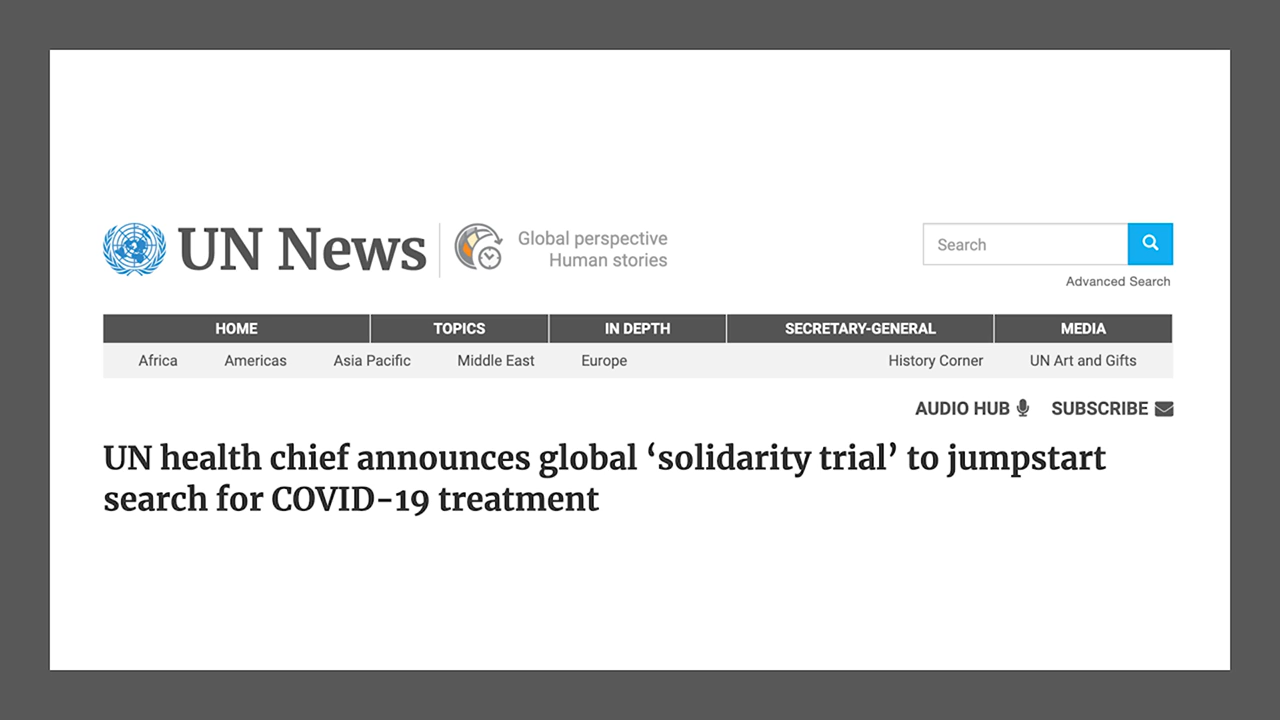 UN News
Global perspective
Human stories
Search
Advanced Search
HOME TOPICS IN DEPTH SECRETARY-GENERAL MEDIA
Africa Americas Asia Pacific Middle East Europe History Corner UN Art and Gifts
AUDIO HUB SUBSCRIBE
UN health chief announces global ‘solidarity trial’ to jumpstart
search for COVID-19 treatment